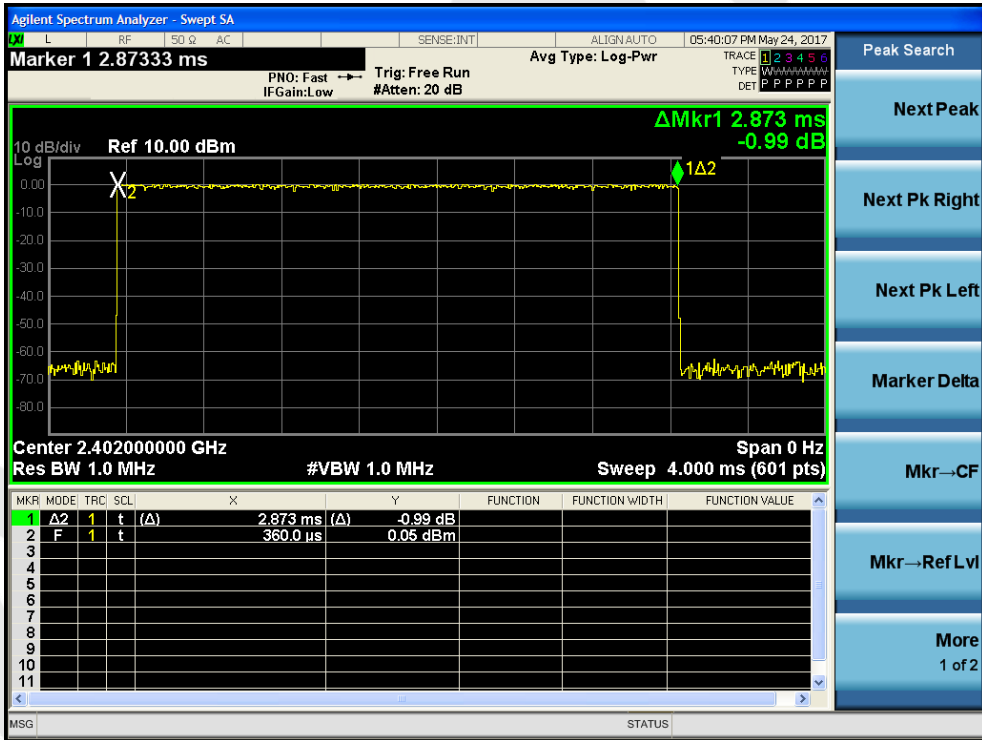 Agilent Spectrum Analyzer - Swept SA
LXI L RF 50 Ω AC SENSE:INT ALIGN AUTO 05:40:07 PM May 24, 2017
Marker 1 2.87333 ms
PNO: Fast
IFGain:Low
Trig: Free Run
#Atten: 20 dB
Avg Type: Log-Pwr
TRACE 1 2 3 4 5 6
TYPE W
DET P P P P P P
Peak Search
Next Peak
Next Pk Right
Next Pk Left
Marker Delta
Mkr→CF
Mkr→Ref Lvl
More
1 of 2
ΔMkr1 2.873 ms
-0.99 dB
10 dB/div Ref 10.00 dBm
Log
0.00
-10.0
-20.0
-30.0
-40.0
-50.0
-60.0
-70.0
-80.0
2
1Δ2
Center 2.402000000 GHz Span 0 Hz
Res BW 1.0 MHz #VBW 1.0 MHz Sweep 4.000 ms (601 pts)
MKR MODE TRC SCL X Y FUNCTION FUNCTION WIDTH FUNCTION VALUE
1 Δ2 1 t (Δ) 2.873 ms (Δ) -0.99 dB
2 F 1 t 360.0 µs 0.05 dBm
3
4
5
6
7
8
9
10
11
MSG STATUS